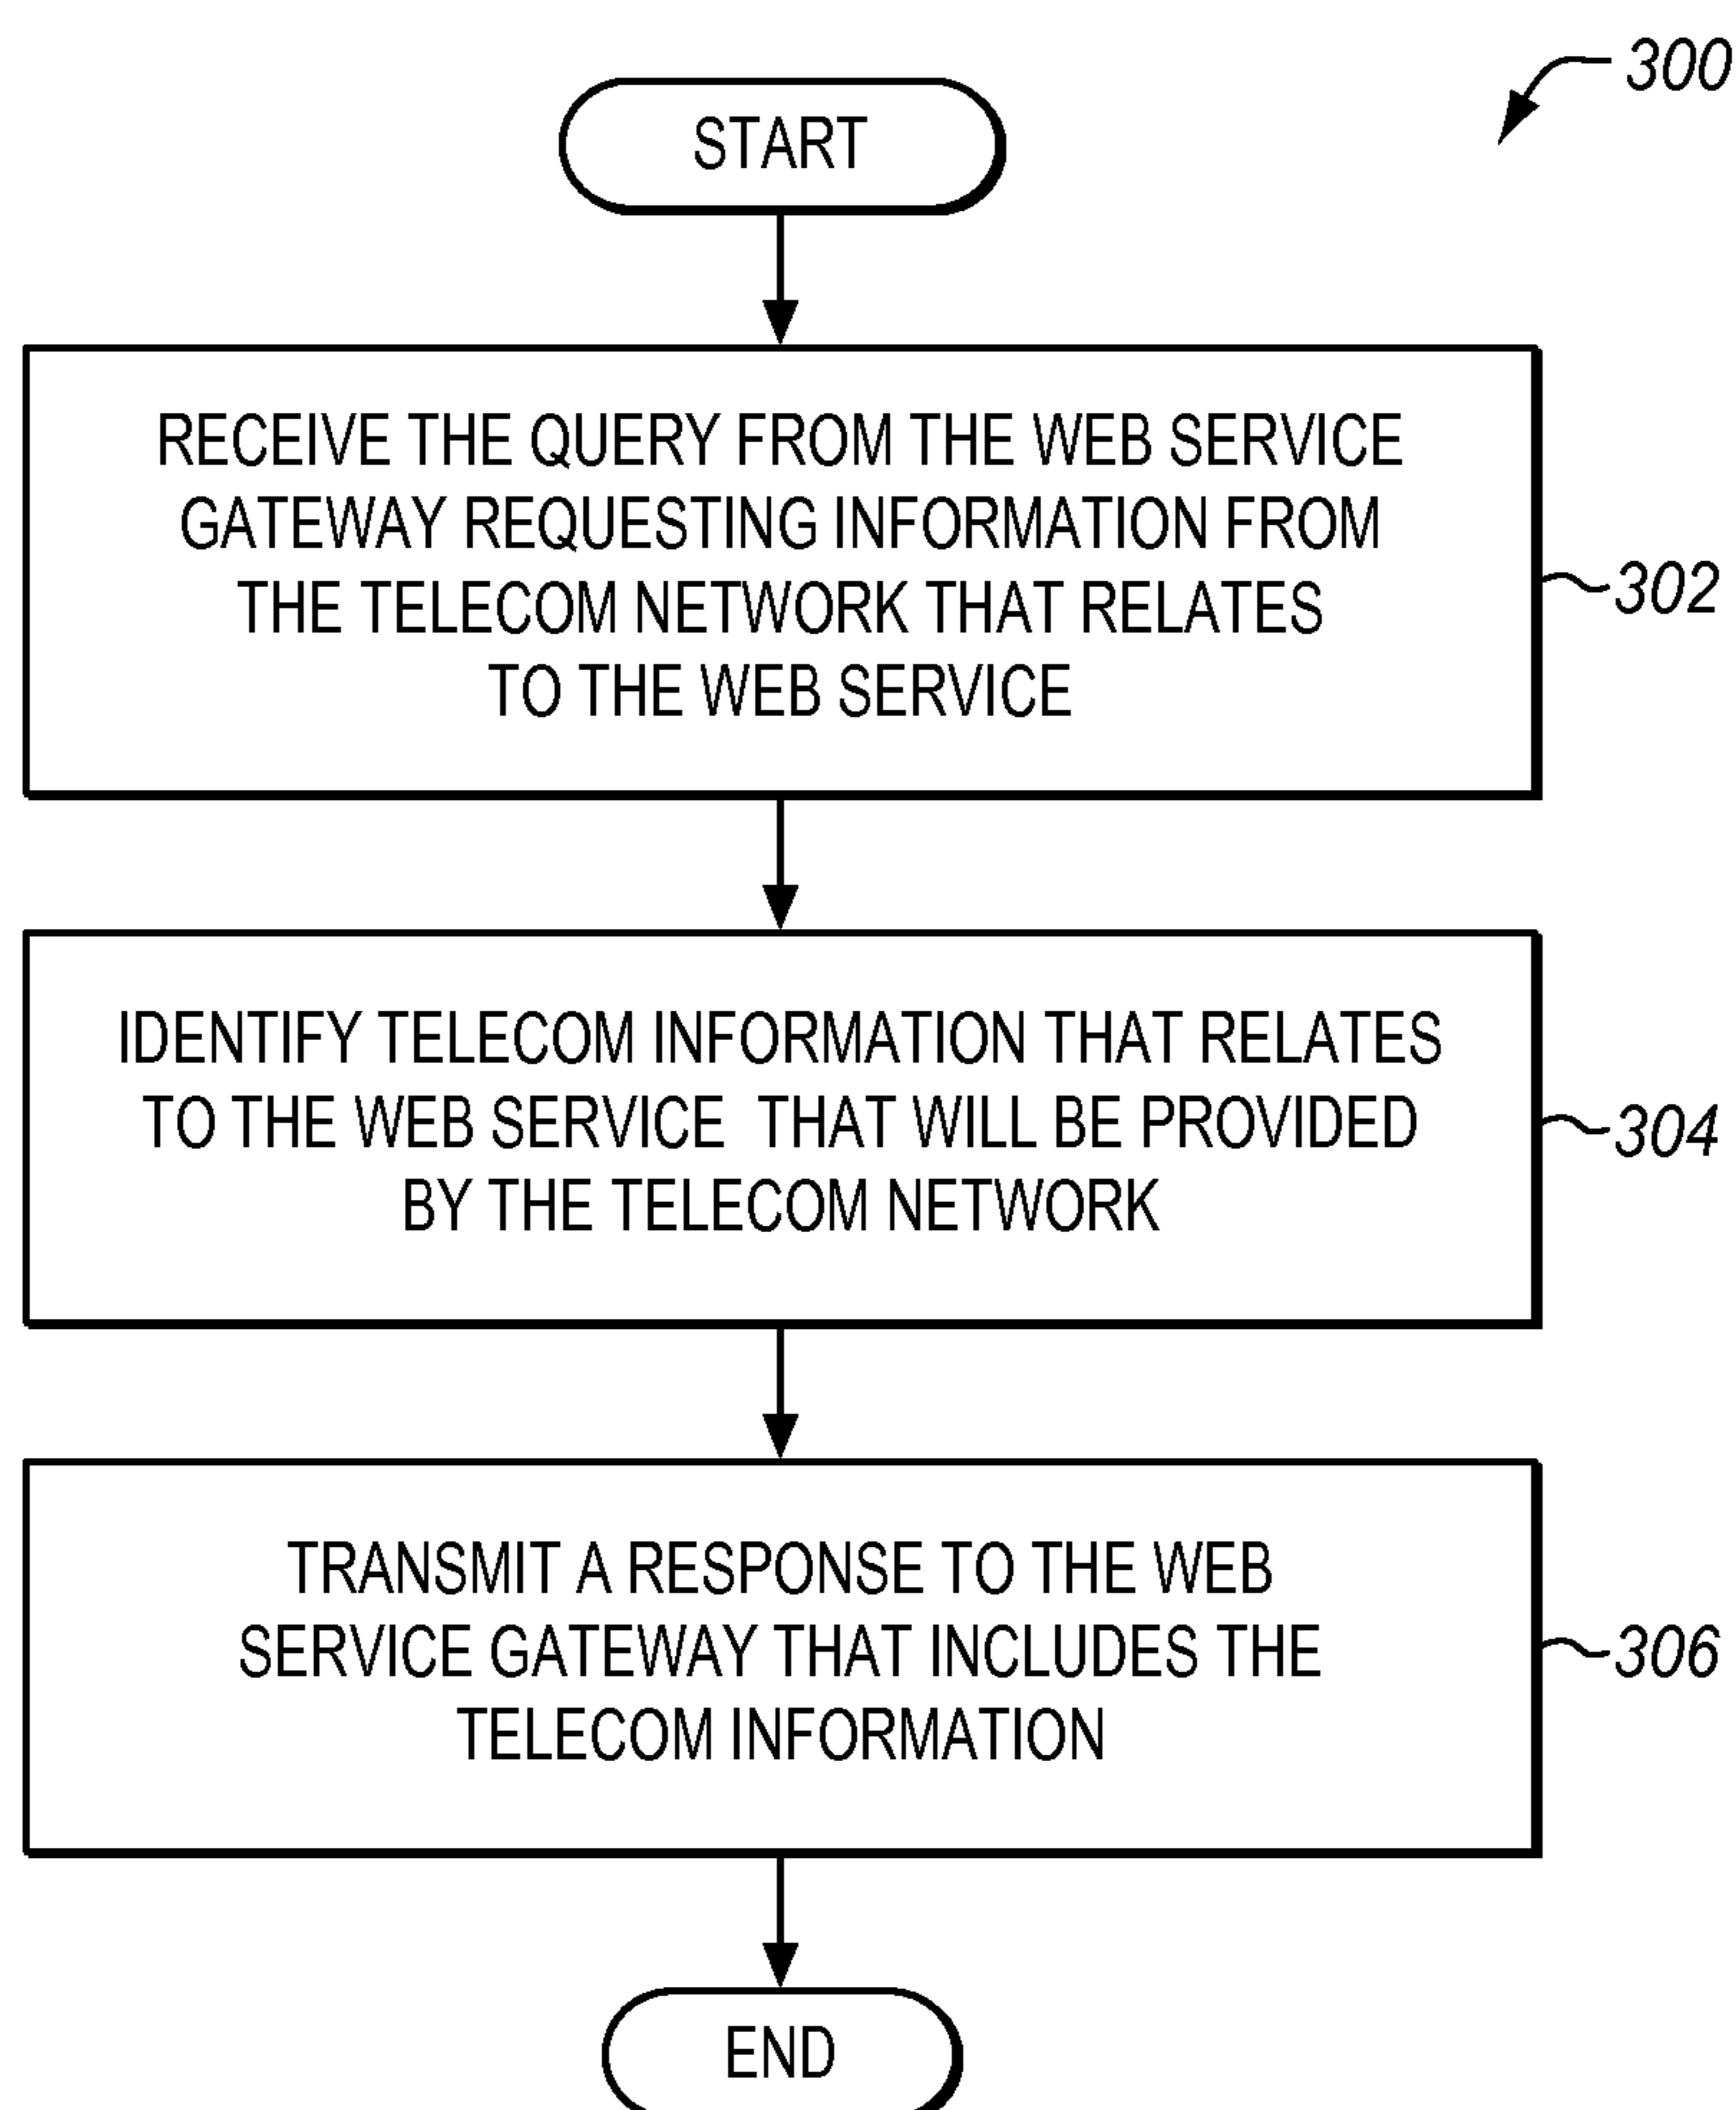 300
START
RECEIVE THE QUERY FROM THE WEB SERVICE
GATEWAY REQUESTING INFORMATION FROM
THE TELECOM NETWORK THAT RELATES
TO THE WEB SERVICE
302
IDENTIFY TELECOM INFORMATION THAT RELATES
TO THE WEB SERVICE THAT WILL BE PROVIDED
BY THE TELECOM NETWORK
304
TRANSMIT A RESPONSE TO THE WEB
SERVICE GATEWAY THAT INCLUDES THE
TELECOM INFORMATION
306
END